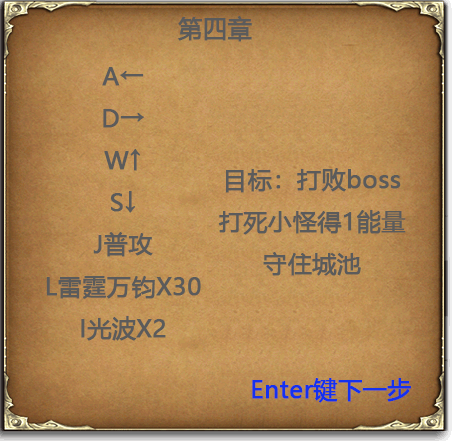 第四章
A←
D→
W↑
S↓
J普攻
L雷霆万钧X30
I光波X2
目标：打败boss
打死小怪得1能量
守住城池
Enter键下一步